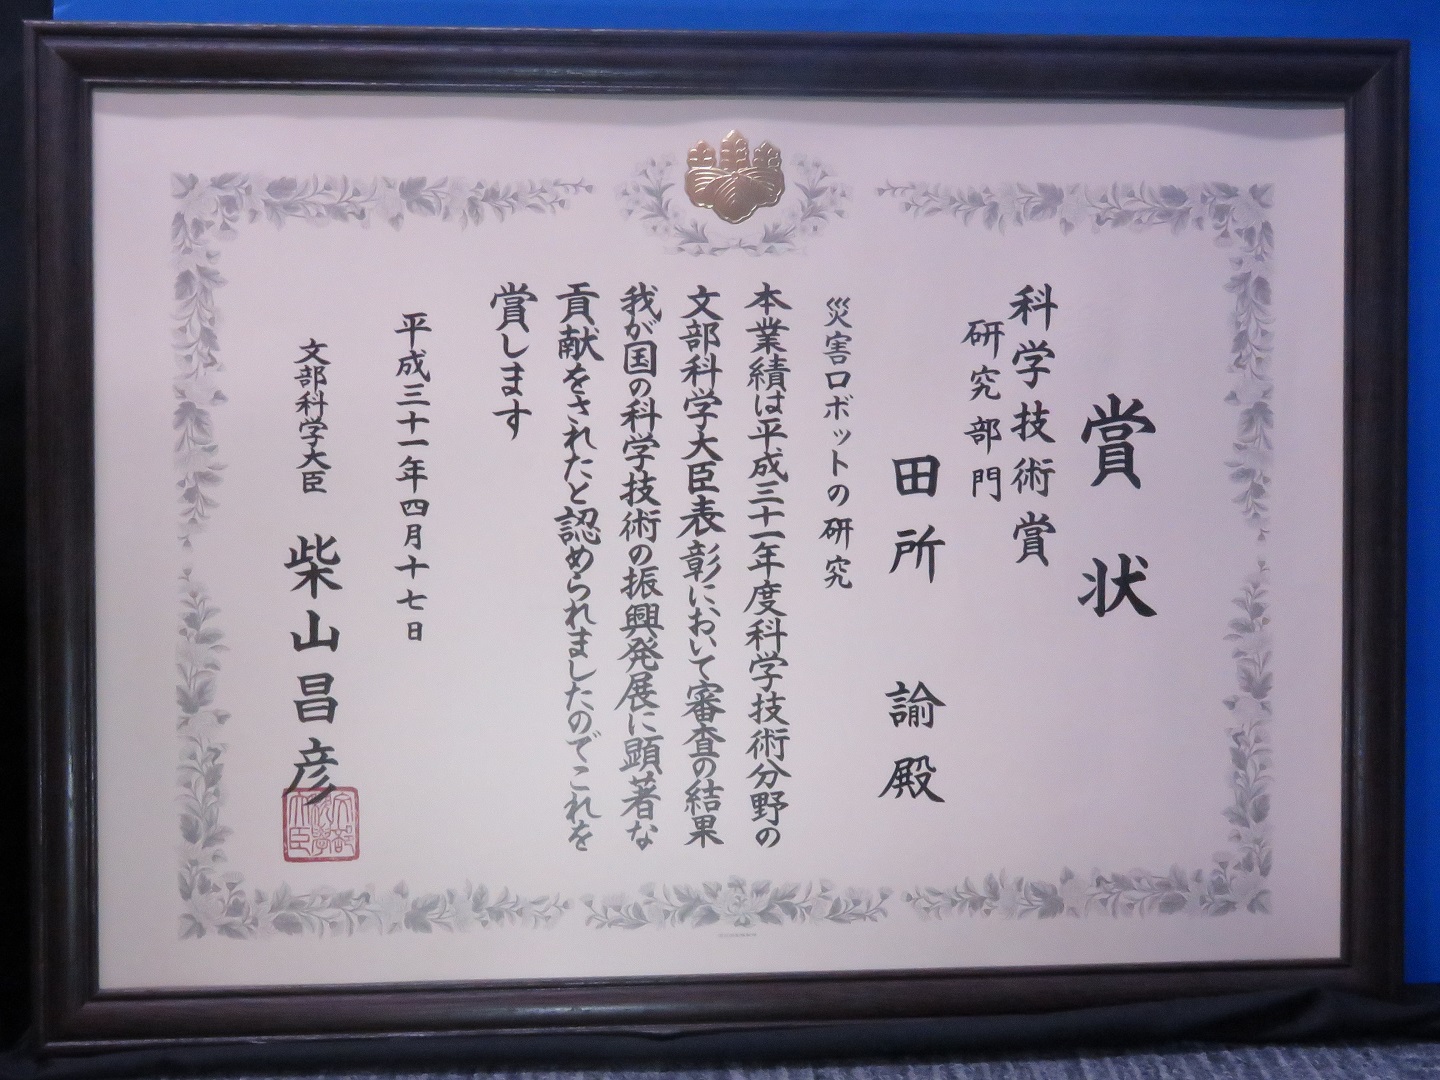 賞状
科学技術賞
研究部門
田所諭殿
災害ロボットの研究
本業績は平成三十一年度科学技術分野の
文部科学大臣表彰において審査の結果
我が国の科学技術の振興発展に顕著な
貢献をされたと認められましたのでこれを
賞します
平成三十一年四月十七日
文部科学大臣 柴山昌彦
文部
科學
大臣